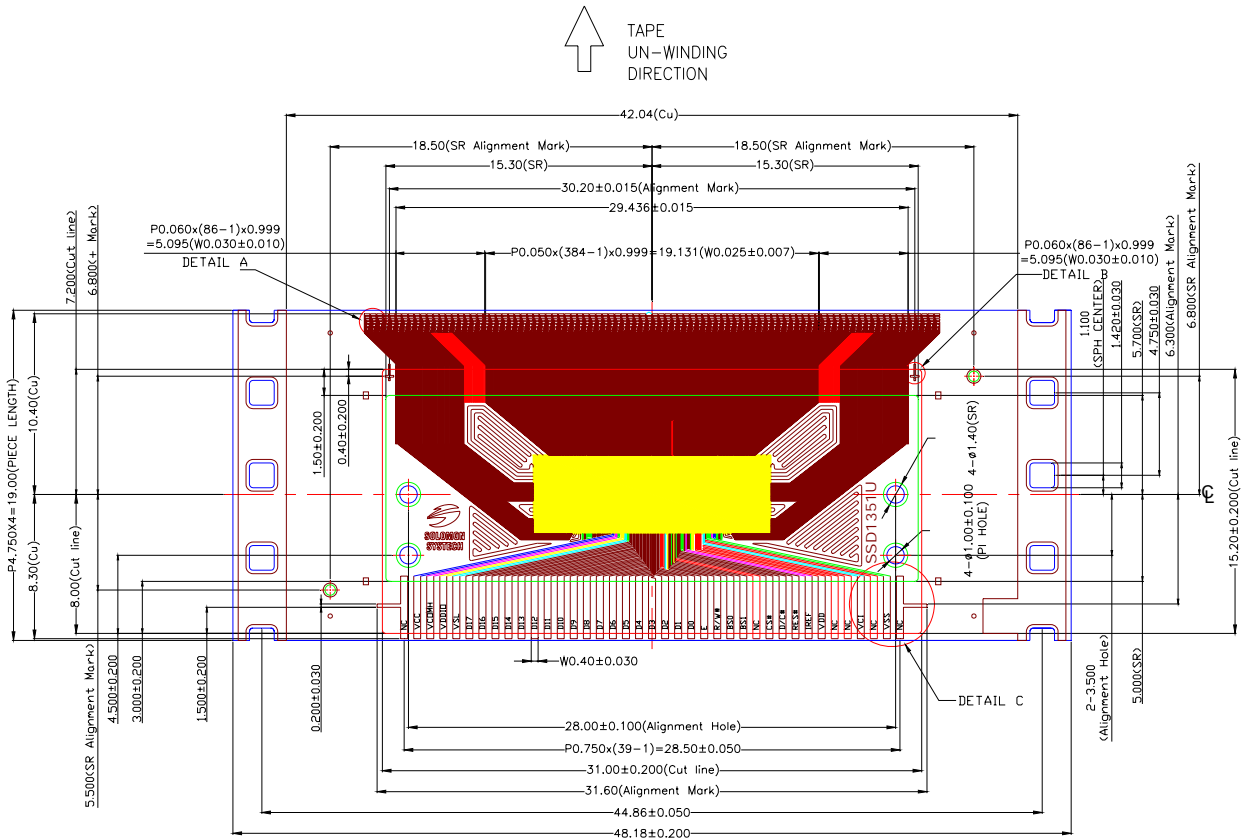 TAPE
UN-WINDING
DIRECTION
42.04(Cu)
18.50(SR Alignment Mark)
18.50(SR Alignment Mark)
15.30(SR)
15.30(SR)
30.20±0.015(Alignment Mark)
29.436±0.015
P0.060x(86-1)x0.999
=5.095(W0.030±0.010)
P0.050x(384-1)x0.999=19.131(W0.025±0.007)
P0.060x(86-1)x0.999
=5.095(W0.030±0.010)
DETAIL A
DETAIL B
7.200(Cut line)
6.800(+ Mark)
P4.750X4=19.00(PIECE LENGTH)
10.40(Cu)
8.30(Cu)
8.00(Cut line)
1.50±0.200
0.40±0.200
1.100
(SPH CENTER)
1.420±0.030
5.700(SR)
4.750±0.030
6.300(Alignment Mark)
6.800(SR Alignment Mark)
15.20±0.200(Cut line)
4-ø1.40(SR)
4-ø1.00±0.100
(PI HOLE)
SSD1351U
SOLOMON
SYSTECH
NC
VCC
VCOMH
VDDIO
VSL
D17
D16
D15
D14
D13
D12
D11
D10
D9
D8
D7
D6
D5
D4
D3
D2
D1
D0
E
R/W#
BS0
BS1
NC
CS#
D/C#
RES#
IREF
VDD
NC
NC
VCI
NC
VSS
NC
W0.40±0.030
DETAIL C
5.500(SR Alignment Mark)
4.500±0.200
3.000±0.200
1.500±0.200
0.200±0.030
2-3.500
(Alignment Hole)
5.000(SR)
28.00±0.100(Alignment Hole)
P0.750x(39-1)=28.50±0.050
31.00±0.200(Cut line)
31.60(Alignment Mark)
44.86±0.050
48.18±0.200